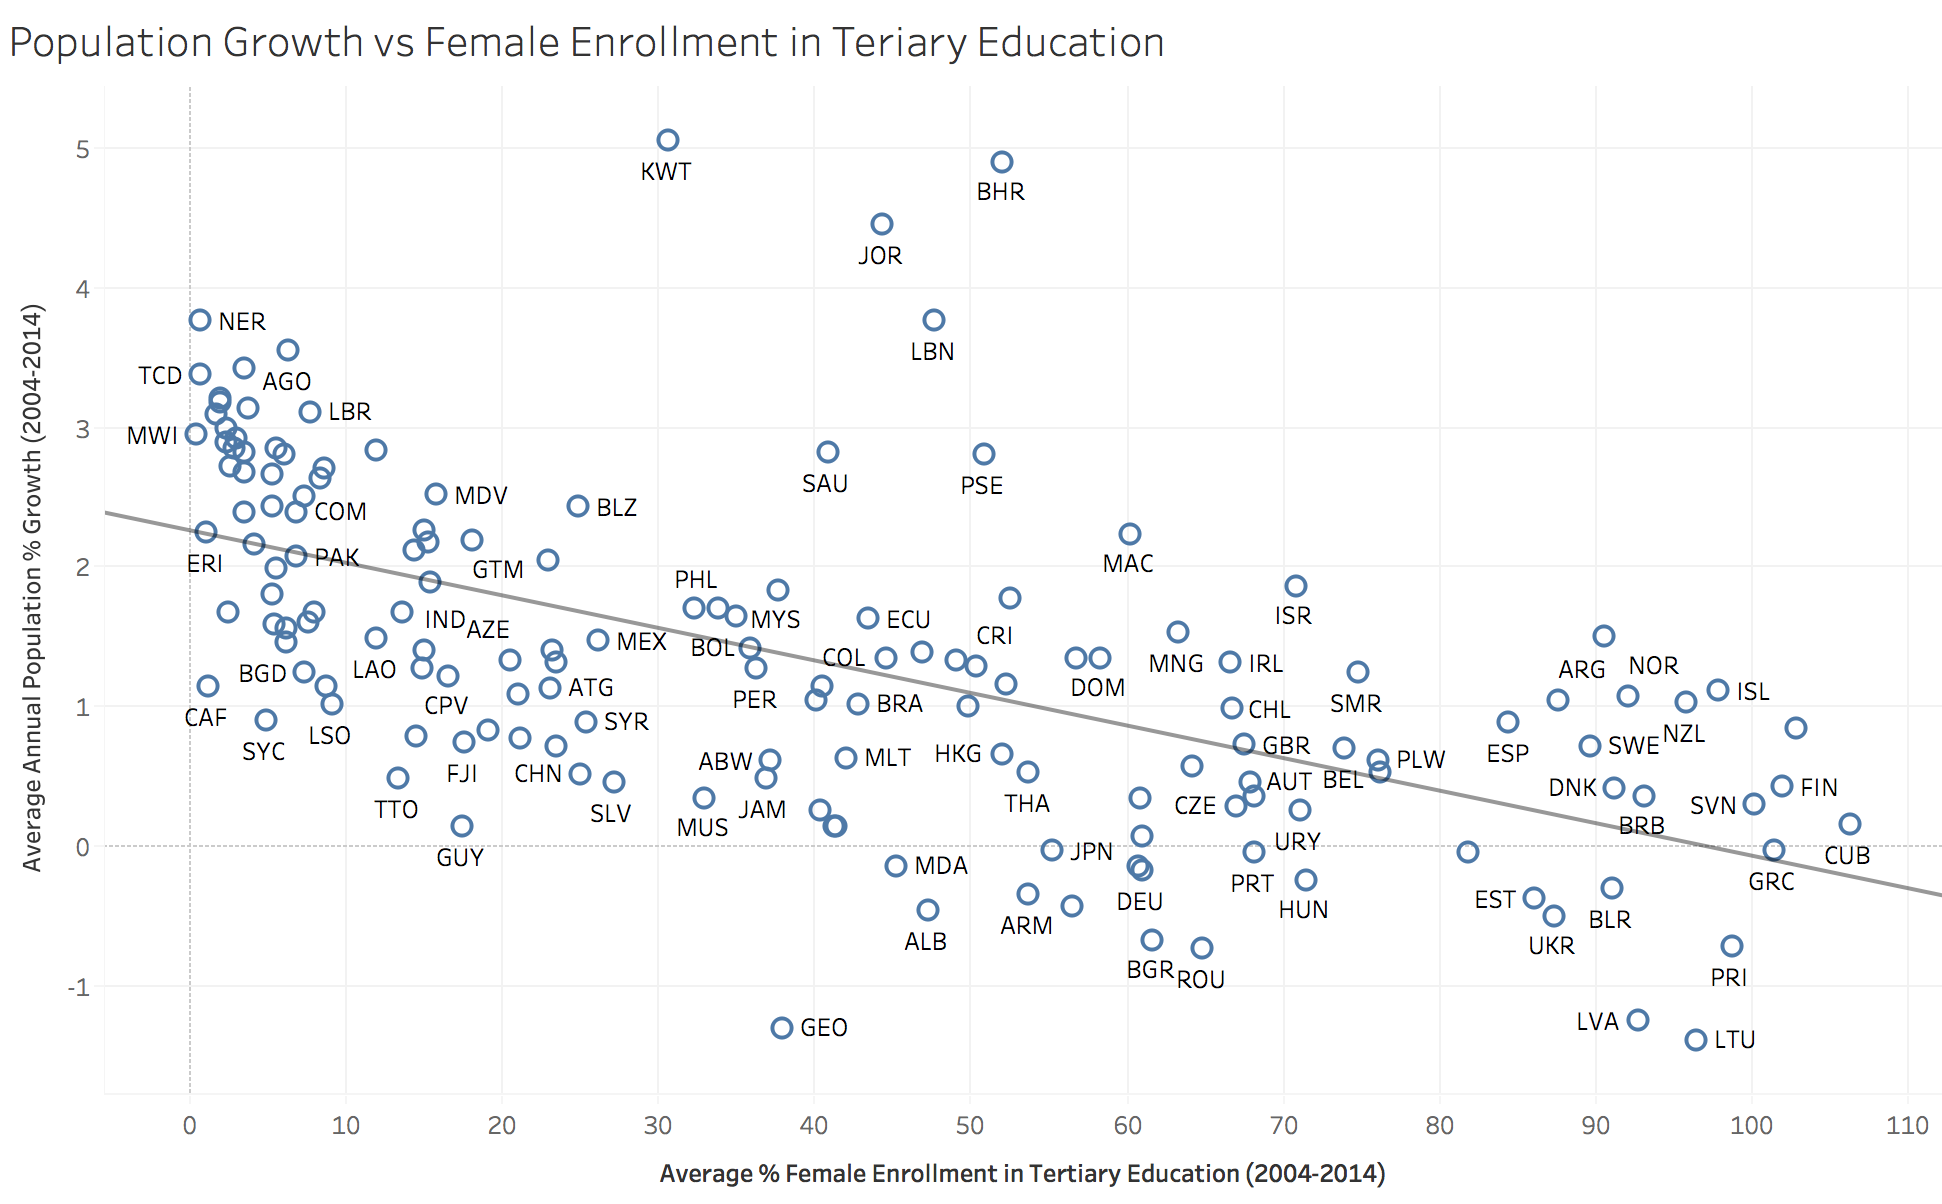 Population Growth vs Female Enrollment in Teriary Education
Average Annual Population % Growth (2004-2014)
5
4
3
2
1
0
-1
KWT
BHR
JOR
NER
LBN
TCD
AGO
LBR
MWI
SAU
PSE
MDV
BLZ
COM
ERI
PAK
GTM
MAC
PHL
ISR
IND
AZE
MYS
ECU
MEX
BOL
CRI
COL
MNG
IRL
ARG
NOR
BGD
LAO
ATG
DOM
ISL
CAF
CPV
PER
BRA
SMR
CHL
SYR
LSO
NZL
SYC
GBR
SWE
HKG
ESP
MLT
ABW
PLW
FJI
CHN
AUT
BEL
DNK
FIN
TTO
SLV
JAM
THA
CZE
SVN
MUS
BRB
URY
JPN
GUY
CUB
MDA
PRT
GRC
DEU
EST
HUN
BLR
ARM
ALB
UKR
BGR
ROU
PRI
GEO
LVA
LTU
0 10 20 30 40 50 60 70 80 90 100 110
Average % Female Enrollment in Tertiary Education (2004-2014)